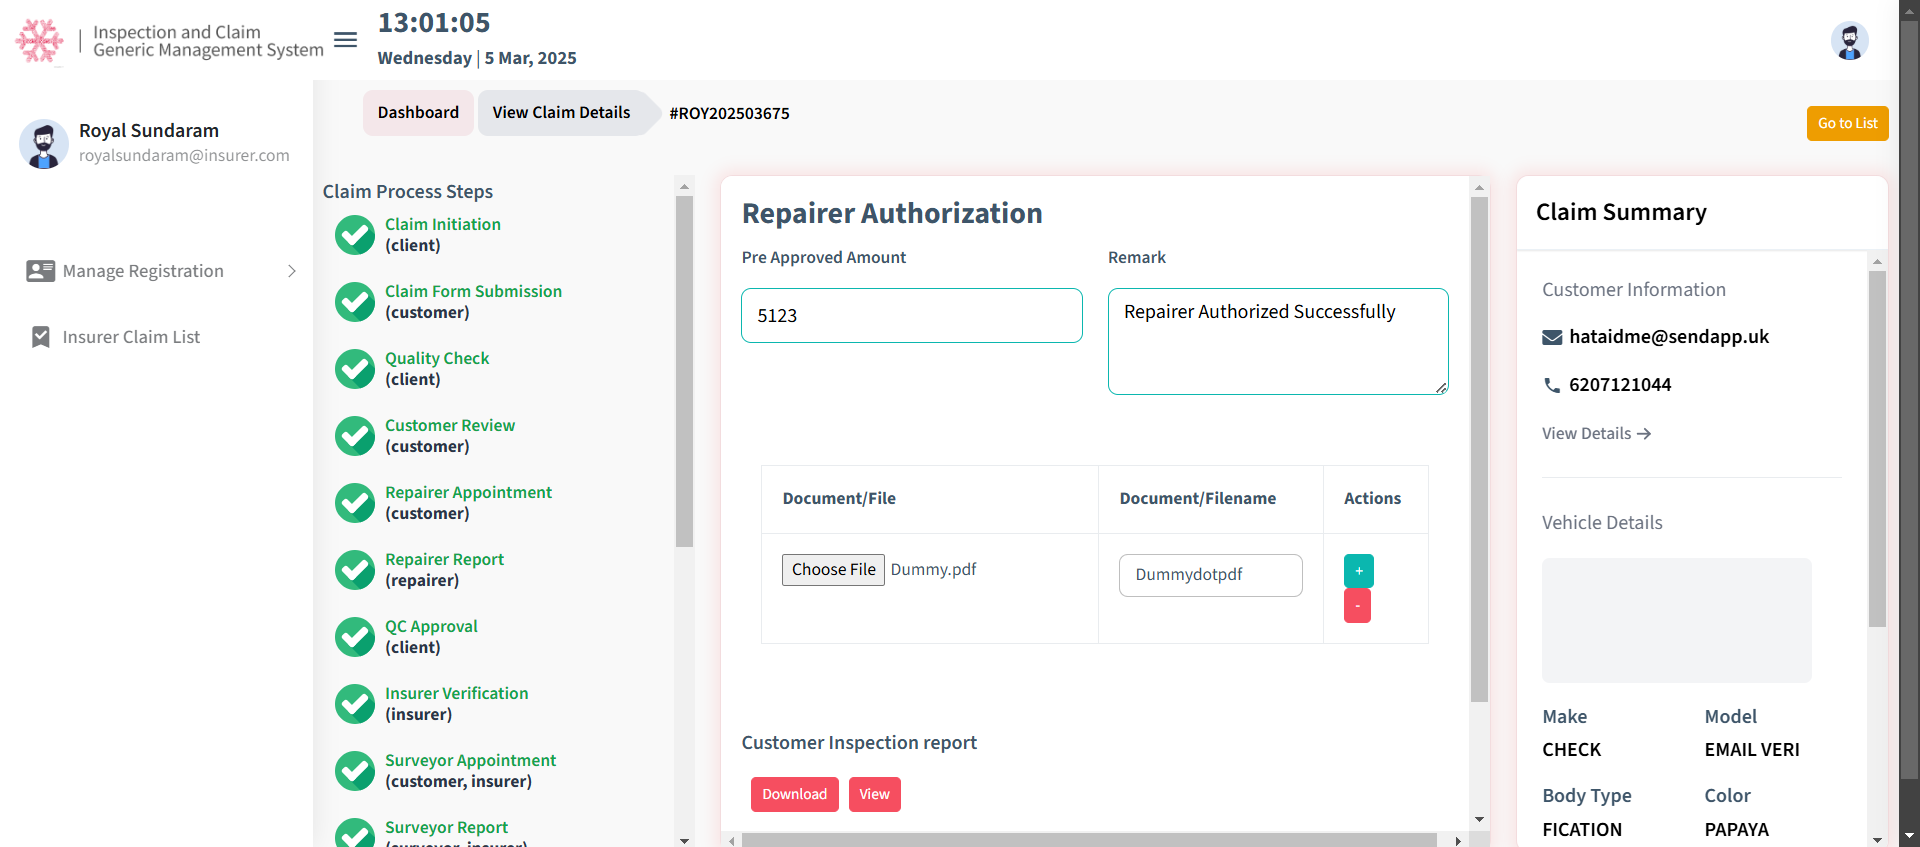 Inspection and Claim
Generic Management System
13:01:05
Wednesday | 5 Mar, 2025
Royal Sundaram
royalsundaram@insurer.com
Manage Registration
Insurer Claim List
Dashboard
View Claim Details
#ROY202503675
Go to List
Claim Process Steps
Claim Initiation
(client)
Claim Form Submission
(customer)
Quality Check
(client)
Customer Review
(customer)
Repairer Appointment
(customer)
Repairer Report
(repairer)
QC Approval
(client)
Insurer Verification
(insurer)
Surveyor Appointment
(customer, insurer)
Surveyor Report
(surveyor, insurer)
Repairer Authorization
Pre Approved Amount
Remark
5123
Repairer Authorized Successfully
Document/File
Document/Filename
Actions
Choose File Dummy.pdf
Dummydotpdf
+
-
Customer Inspection report
Download
View
Claim Summary
Customer Information
hataidme@sendapp.uk
6207121044
View Details
Vehicle Details
Make
Model
CHECK
EMAIL VERI
Body Type
Color
FICATION
PAPAYA